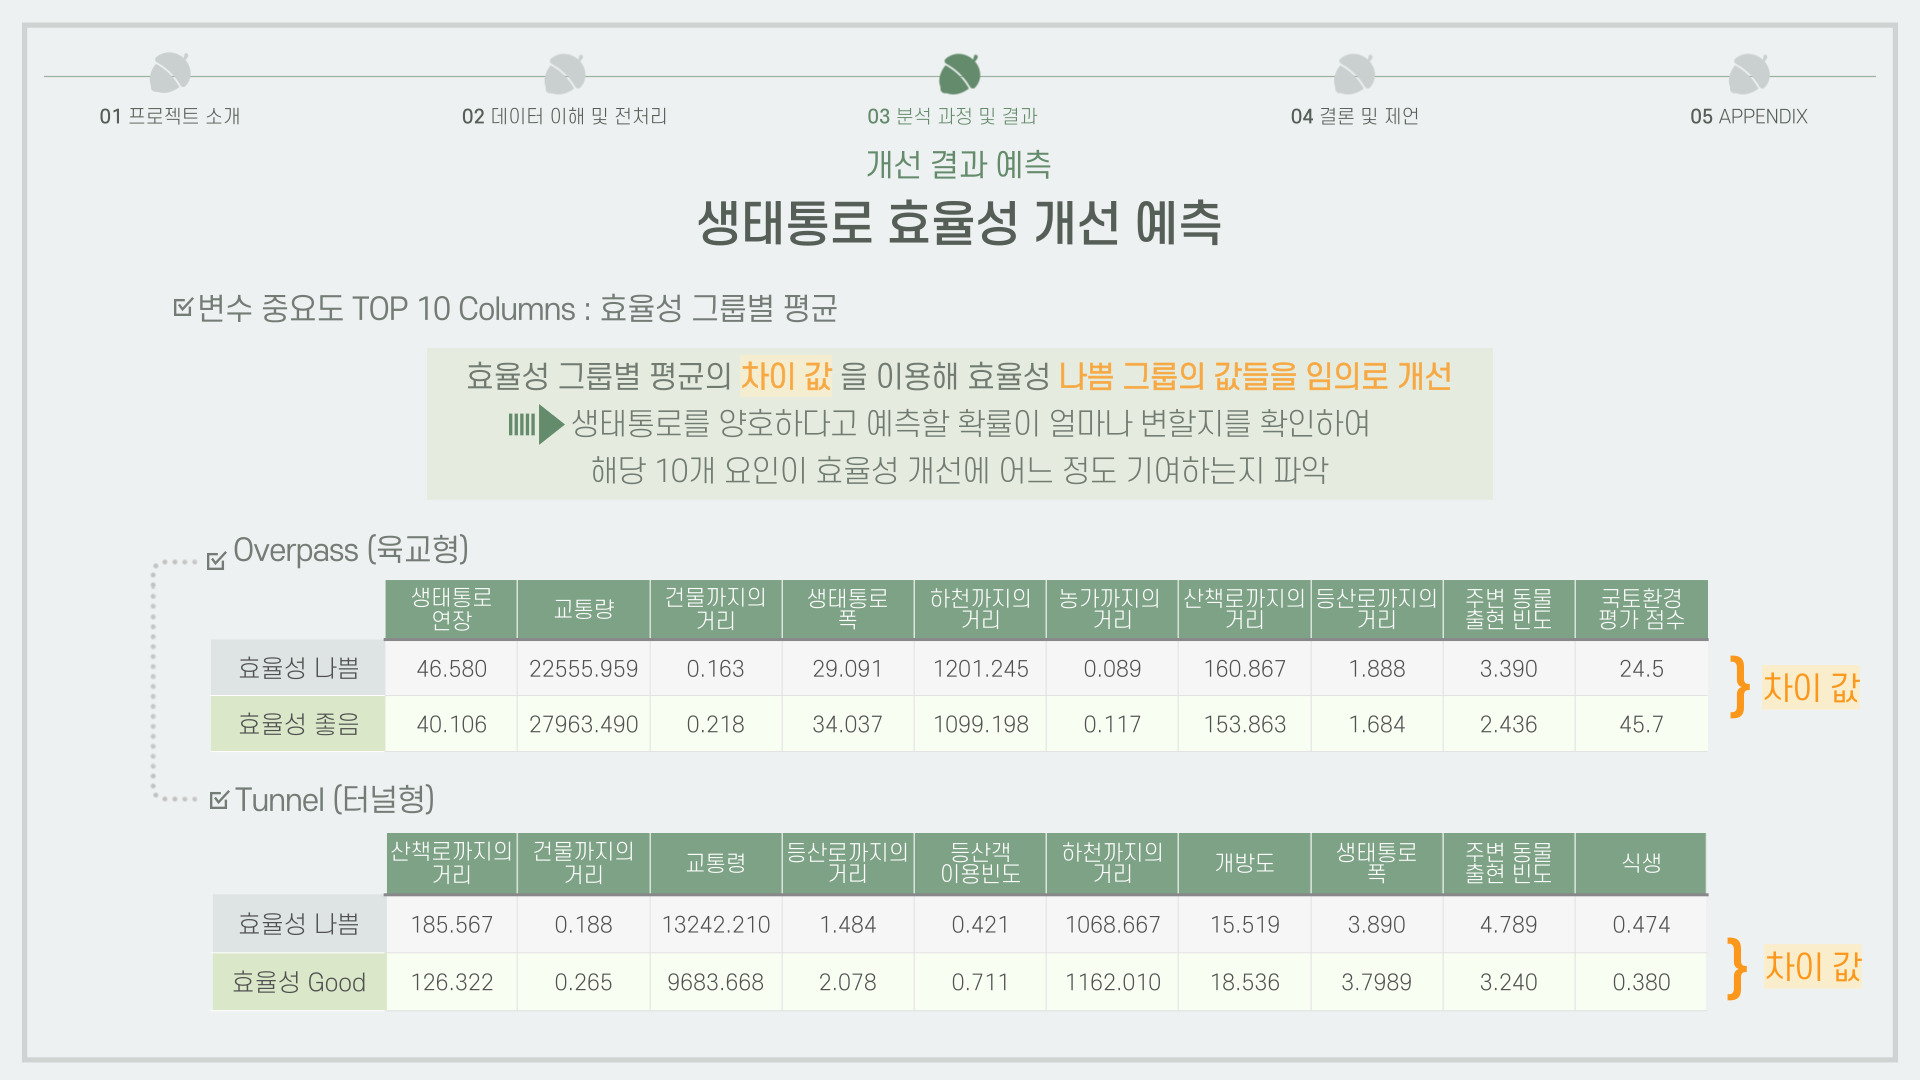 01 프로젝트 소개
02 데이터 이해 및 전처리
03 분석 과정 및 결과
04 결론 및 제언
05 APPENDIX
개선 결과 예측
생태통로 효율성 개선 예측
변수 중요도 TOP 10 Columns : 효율성 그룹별 평균
효율성 그룹별 평균의 차이 값 을 이용해 효율성 나쁨 그룹의 값들을 임의로 개선
생태통로를 양호하다고 예측할 확률이 얼마나 변할지를 확인하여
해당 10개 요인이 효율성 개선에 어느 정도 기여하는지 파악
Overpass (육교형)
생태통로 연장 교통량 건물까지의 거리 생태통로 폭 하천까지의 거리 농가까지의 거리 산책로까지의 거리 등산로까지의 거리 주변 동물 출현 빈도 국토환경 평가 점수
효율성 나쁨 46.580 22555.959 0.163 29.091 1201.245 0.089 160.867 1.888 3.390 24.5
효율성 좋음 40.106 27963.490 0.218 34.037 1099.198 0.117 153.863 1.684 2.436 45.7
차이 값
Tunnel (터널형)
산책로까지의 거리 건물까지의 거리 교통령 등산로까지의 거리 등산객 이용빈도 하천까지의 거리 개방도 생태통로 폭 주변 동물 출현 빈도 식생
효율성 나쁨 185.567 0.188 13242.210 1.484 0.421 1068.667 15.519 3.890 4.789 0.474
효율성 Good 126.322 0.265 9683.668 2.078 0.711 1162.010 18.536 3.7989 3.240 0.380
차이 값